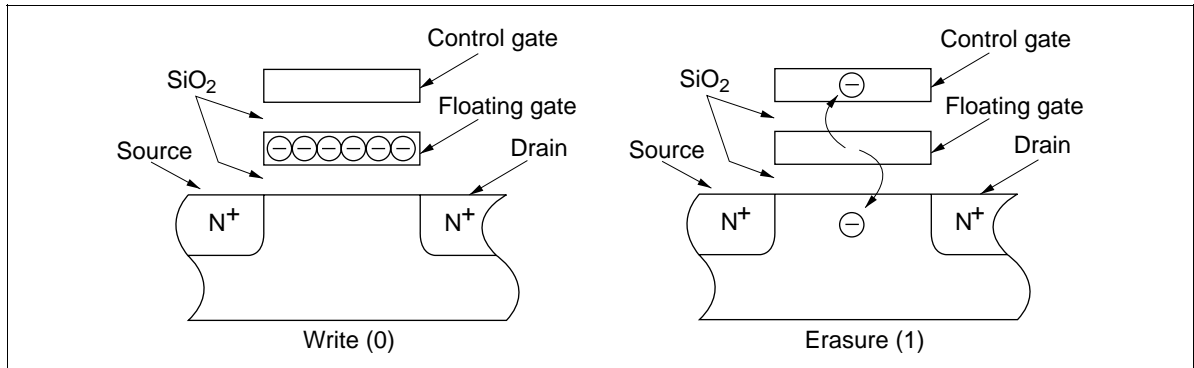 Control gate
SiO2
Floating gate
Source
Drain
N+
N+
Write (0)
Control gate
SiO2
Floating gate
Source
Drain
N+
N+
Erasure (1)